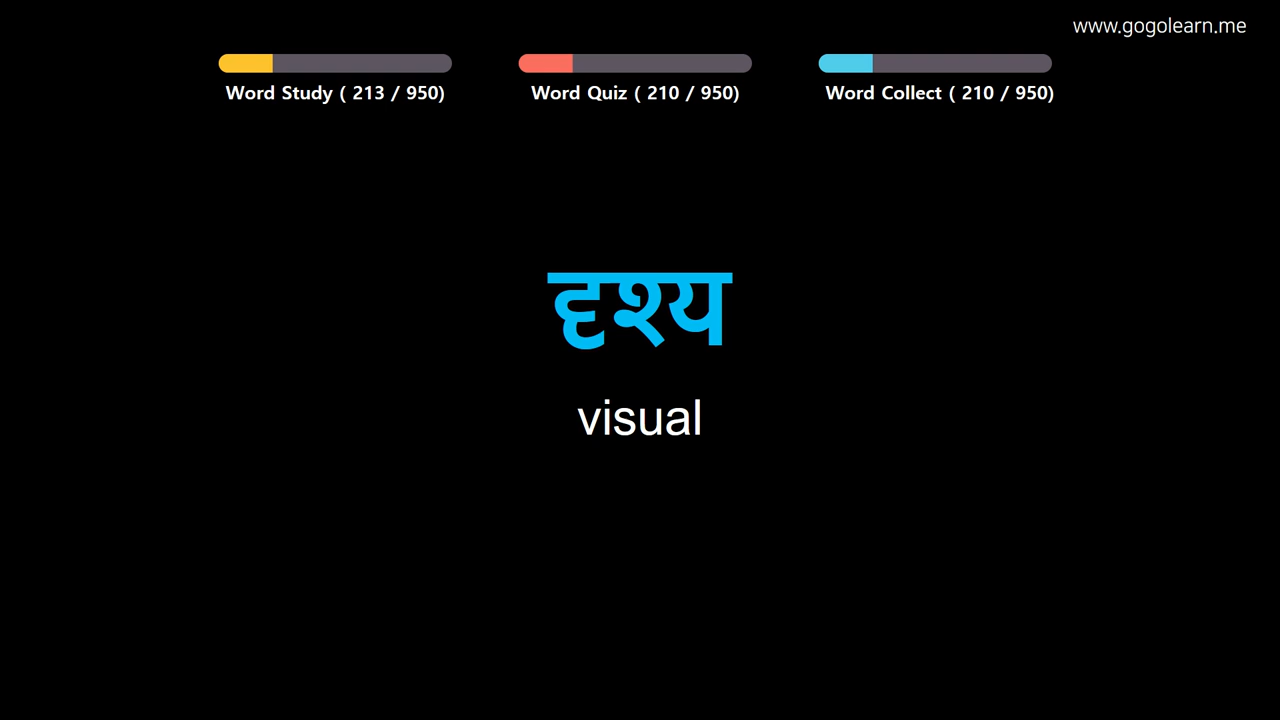 www.gogolearn.me
Word Study ( 213 / 950)
Word Quiz ( 210 / 950)
Word Collect ( 210 / 950)
दृश्य
visual